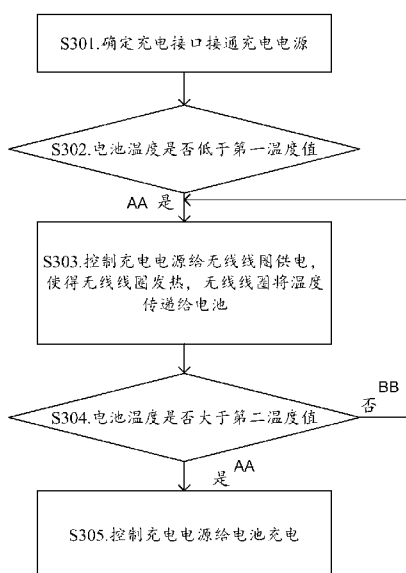 S301.确定充电接口接通充电电源
S302.电池温度是否低于第一温度值
AA 是
S303.控制充电电源给无线线圈供电，
使得无线线圈发热，无线线圈将温度
传递给电池
BB
否
S304.电池温度是否大于第二温度值
AA
是
S305.控制充电电源给电池充电